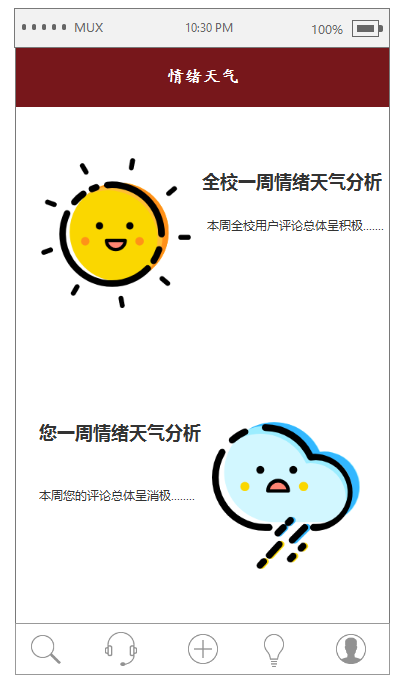 MUX 10:30 PM 100%
情绪天气
全校一周情绪天气分析
本周全校用户评论总体呈积极.......
您一周情绪天气分析
本周您的评论总体呈消极........